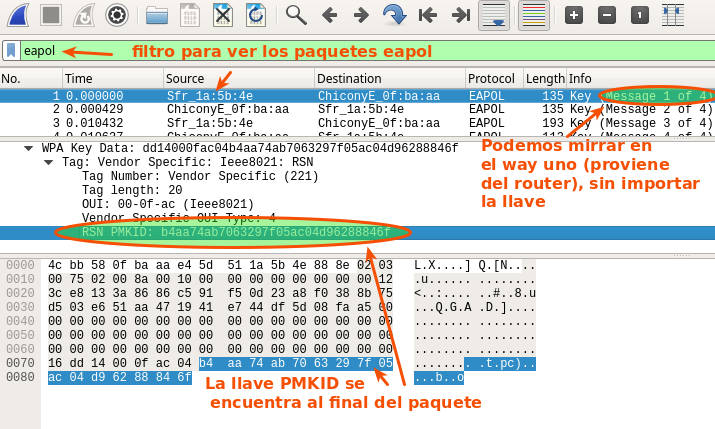 eapol filtro para ver los paquetes eapol
No. Time Source Destination Protocol Length Info
1 0.000000 Sfr_1a:5b:4e ChiconyE_0f:ba:aa EAPOL 135 Key (Message 1 of 4)
2 0.000429 ChiconyE_0f:ba:aa Sfr_1a:5b:4e EAPOL 135 Key (Message 2 of 4)
3 0.010432 Sfr_1a:5b:4e ChiconyE_0f:ba:aa EAPOL 193 Key (Message 3 of 4)
4 0.010637 ChiconyE_0f:ba:aa Sfr_1a:5b:4e EAPOL 113 Key (Message 4 of 4)
Podemos mirrar en
el way uno (proviene
del router), sin importar
la llave
WPA Key Data: dd14000fac04b4aa74ab7063297f05ac04d96288846f
Tag: Vendor Specific: Ieee8021: RSN
Tag Number: Vendor Specific (221)
Tag length: 20
OUI: 00-0f-ac (Ieee8021)
Vendor Specific OUI Type: 4
RSN PMKID: b4aa74ab7063297f05ac04d96288846f
0000 4c bb 58 0f ba aa e4 5d 51 1a 5b 4e 88 8e 02 03 L.X....] Q.[N....
0010 00 75 02 00 8a 00 10 00 00 00 00 00 00 00 00 12 .u...... ........
0020 3c e8 13 3a 86 86 c5 91 f5 0d 23 a8 f0 38 8b 75 <..:.... ..#..8.u
0030 d5 03 e6 51 aa 47 19 41 e7 44 df 5d 08 fa a5 00 ...Q.G.A .D.]....
0040 00 00 00 00 00 00 00 00 00 00 00 00 00 00 00 00 ........ ........
0050 00 00 00 00 00 00 00 00 00 00 00 00 00 00 00 00 ........ ........
0060 00 00 00 00 00 00 00 00 00 00 00 00 00 00 00 00 ........ ........
0070 16 dd 14 00 0f ac 04 b4 aa 74 ab 70 63 29 7f 05 ........ .t.pc)..
0080 ac 04 d9 62 88 84 6f ...b..o
La llave PMKID se
encuentra al final del paquete